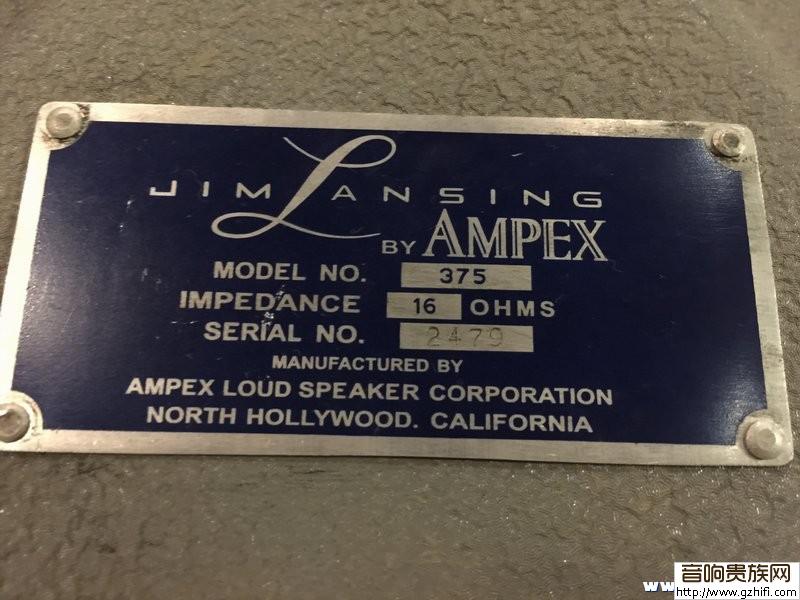 JIM LANSING
BY AMPEX
MODEL NO. 375
IMPEDANCE 16 OHMS
SERIAL NO. 2479
MANUFACTURED BY
AMPEX LOUD SPEAKER CORPORATION
NORTH HOLLYWOOD. CALIFORNIA
音响贵族网
http://www.gzhifi.com